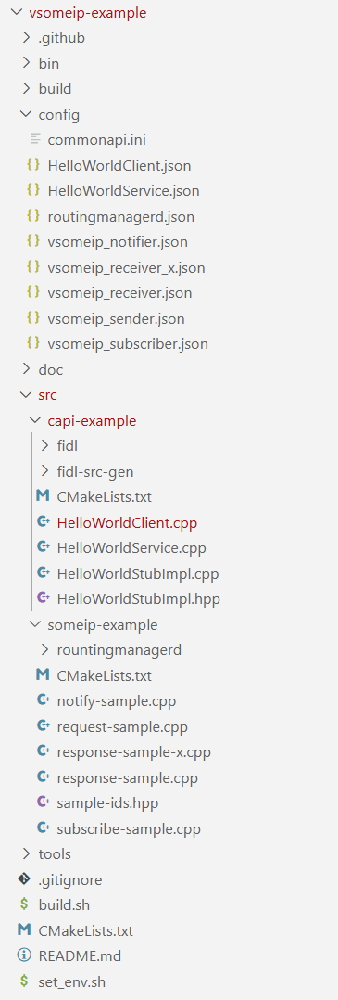 vsomeip-example
.github
bin
build
config
commonapi.ini
HelloWorldClient.json
HelloWorldService.json
routingmanagerd.json
vsomeip_notifier.json
vsomeip_receiver_x.json
vsomeip_receiver.json
vsomeip_sender.json
vsomeip_subscriber.json
doc
src
capi-example
fidl
fidl-src-gen
CMakeLists.txt
HelloWorldClient.cpp
HelloWorldService.cpp
HelloWorldStubImpl.cpp
HelloWorldStubImpl.hpp
someip-example
rountingmanagerd
CMakeLists.txt
notify-sample.cpp
request-sample.cpp
response-sample-x.cpp
response-sample.cpp
sample-ids.hpp
subscribe-sample.cpp
tools
.gitignore
build.sh
CMakeLists.txt
README.md
set_env.sh